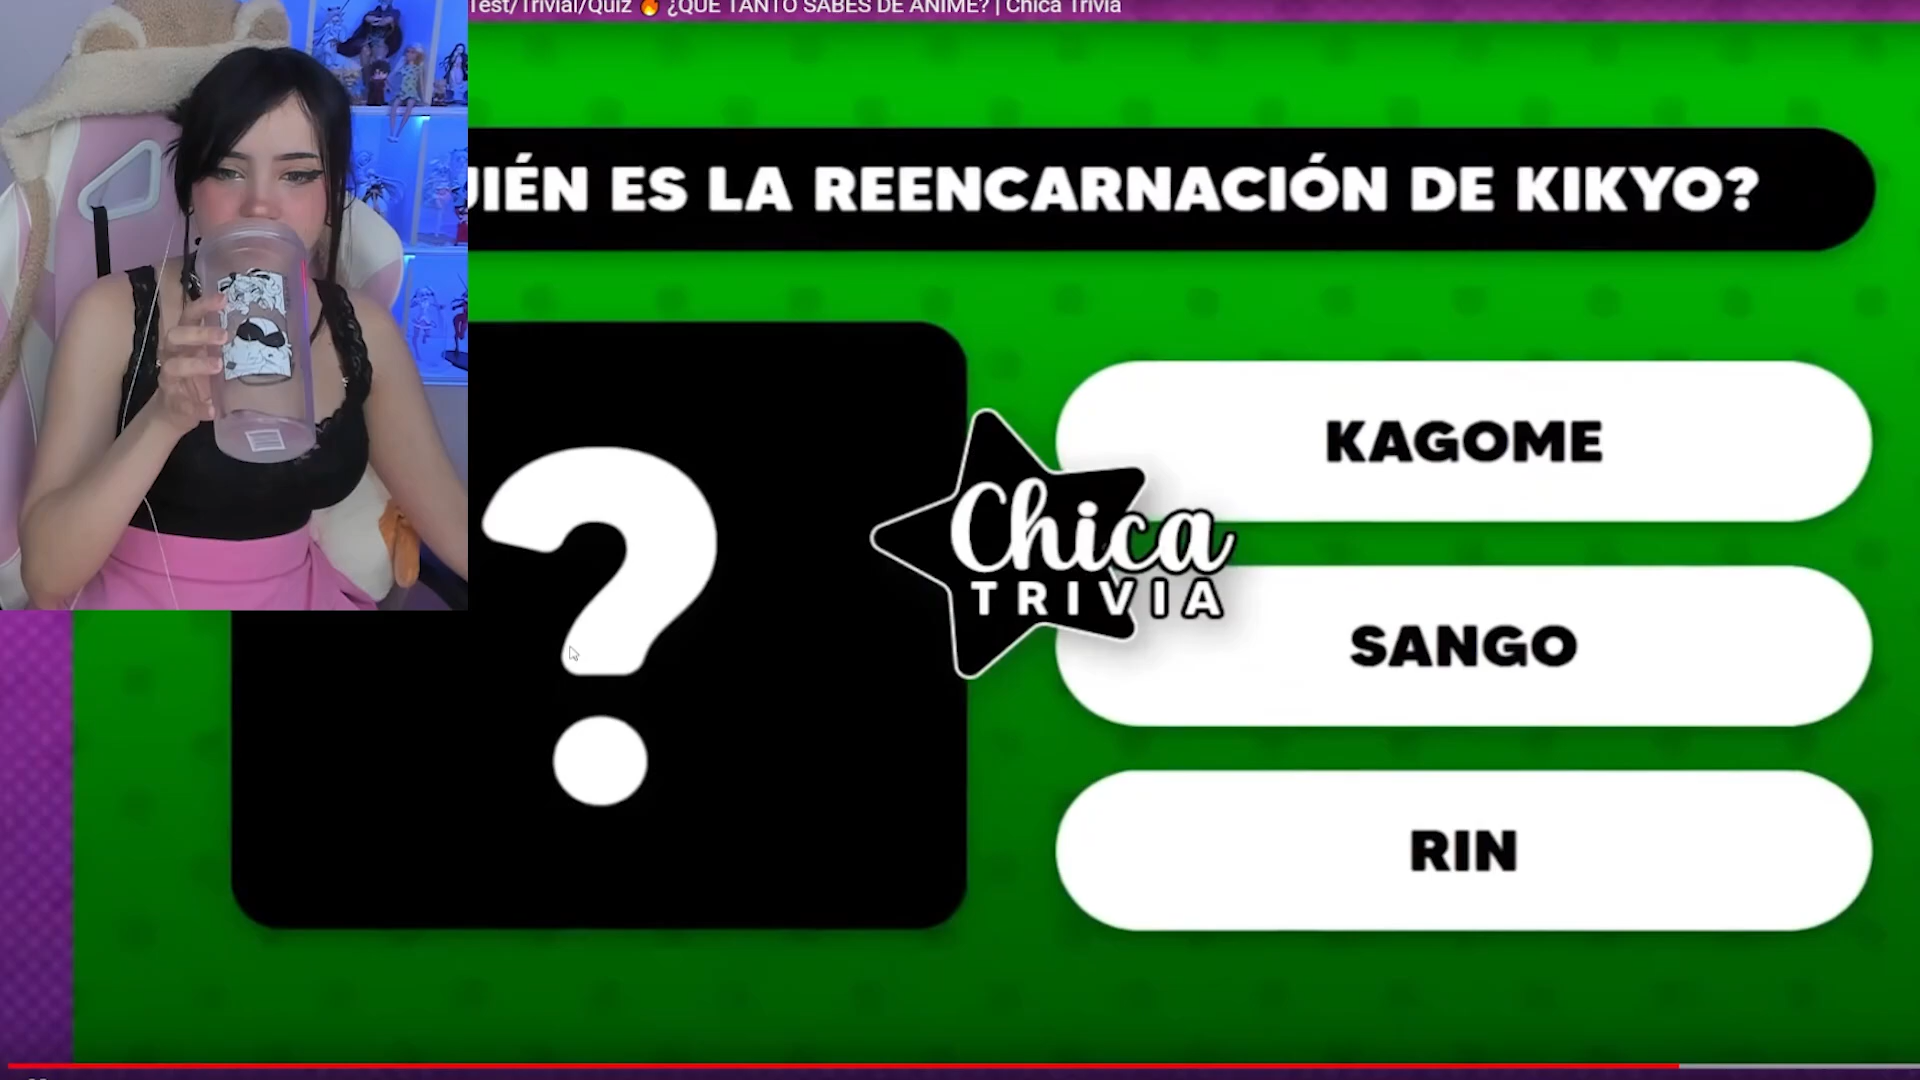 Test/Trivial/Quiz 🔥 ¿QUE TANTO SABES DE ANIME? | Chica Trivia
UIÉN ES LA REENCARNACIÓN DE KIKYO?
?
KAGOME
Chica
TRIVIA
SANGO
RIN